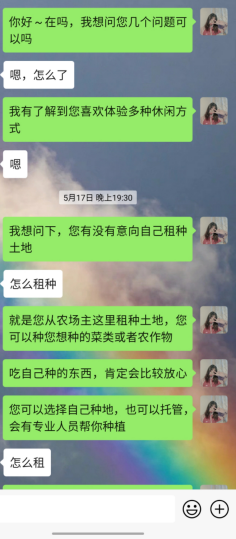 你好～在吗，我想问您几个问题可
以吗
嗯，怎么了
我有了解到您喜欢体验多种休闲方
式
嗯
5月17日 晚上19:30
我想问下，您有没有意向自己租种
土地
怎么租种
就是您从农场主这里租种土地，您
可以种您想种的菜类或者农作物
吃自己种的东西，肯定会比较放心
您可以选择自己种地，也可以托管，
会有专业人员帮你种植
怎么租